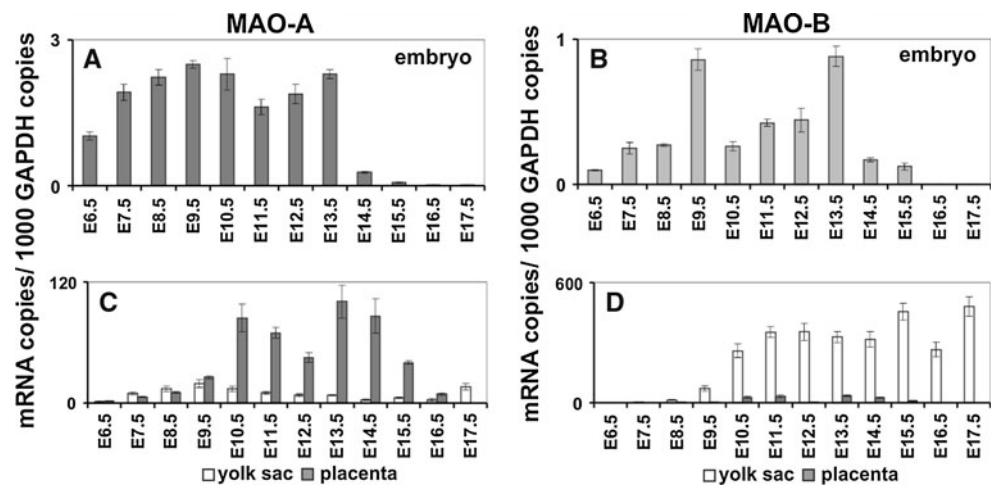 MAO-A
MAO-B
mRNA copies/ 1000 GAPDH copies
A
embryo
3
0
E6.5 E7.5 E8.5 E9.5 E10.5 E11.5 E12.5 E13.5 E14.5 E15.5 E16.5 E17.5
C
120
0
E6.5 E7.5 E8.5 E9.5 E10.5 E11.5 E12.5 E13.5 E14.5 E15.5 E16.5 E17.5
yolk sac placenta
mRNA copies/ 1000 GAPDH copies
B
embryo
1
0
E6.5 E7.5 E8.5 E9.5 E10.5 E11.5 E12.5 E13.5 E14.5 E15.5 E16.5 E17.5
D
600
0
E6.5 E7.5 E8.5 E9.5 E10.5 E11.5 E12.5 E13.5 E14.5 E15.5 E16.5 E17.5
yolk sac placenta